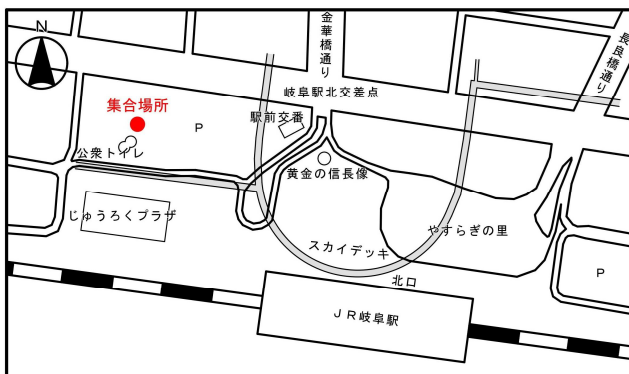 N
金華橋通り
長良橋通り
岐阜駅北交差点
集合場所
駅前交番
P
公衆トイレ
黄金の信長像
じゅうろくプラザ
やすらぎの里
スカイデッキ
北口
P
JR岐阜駅